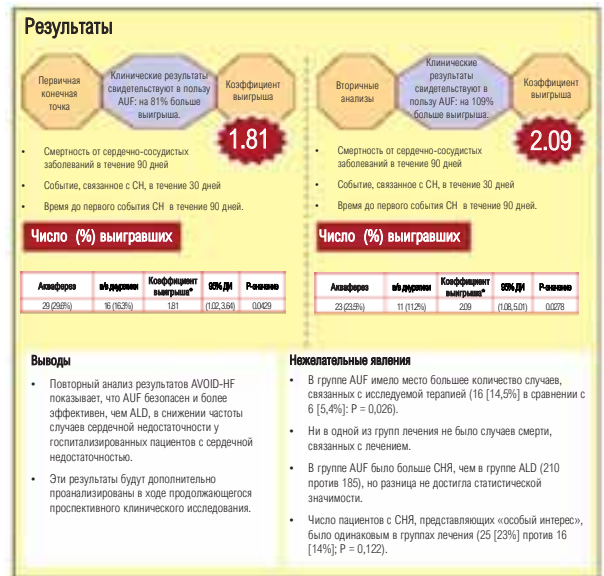 Результаты
Первичная
конечная
точка
Клинические результаты
свидетельствуют в пользу
AUF: на 81% больше
выигрыша.
Коэффициент
выигрыша
1.81
• Смертность от сердечно-сосудистых
заболеваний в течение 90 дней
• Событие, связанное с СН, в течение 30 дней
• Время до первого события СН в течение 90 дней.
Число (%) выигравших
Акваферез в/в диуретики Коэффициент выигрыша* 95% ДИ P-значение
29 (29,6%) 16 (16,3%) 1.81 (1.02, 3.64) 0.0429
Вторичные
анализы
Клинические
результаты
свидетельствуют в
пользу AUF: на 109%
больше выигрыша.
Коэффициент
выигрыша
2.09
• Смертность от сердечно-сосудистых
заболеваний в течение 90 дней
• Событие, связанное с СН, в течение 30 дней
• Время до первого события СН в течение 90 дней.
Число (%) выигравших
Акваферез в/в диуретики Коэффициент выигрыша* 95% ДИ P-значение
23 (23.5%) 11 (11.2%) 2.09 (1.08, 5.01) 0.0278
Выводы
• Повторный анализ результатов AVOID-HF
показывает, что AUF безопасен и более
эффективен, чем ALD, в снижении частоты
случаев сердечной недостаточности у
госпитализированных пациентов с сердечной
недостаточностью.
• Эти результаты будут дополнительно
проанализированы в ходе продолжающегося
проспективного клинического исследования.
Нежелательные явления
• В группе AUF имело место большее количество случаев,
связанных с исследуемой терапией (16 [14,5%] в сравнении с
6 [5,4%]: P = 0,026).
• Ни в одной из групп лечения не было случаев смерти,
связанных с лечением.
• В группе AUF было больше СНЯ, чем в группе ALD (210
против 185), но разница не достигла статистической
значимости.
• Число пациентов с СНЯ, представляющих «особый интерес»,
было одинаковым в группах лечения (25 [23%] против 16
[14%]; P = 0,122).